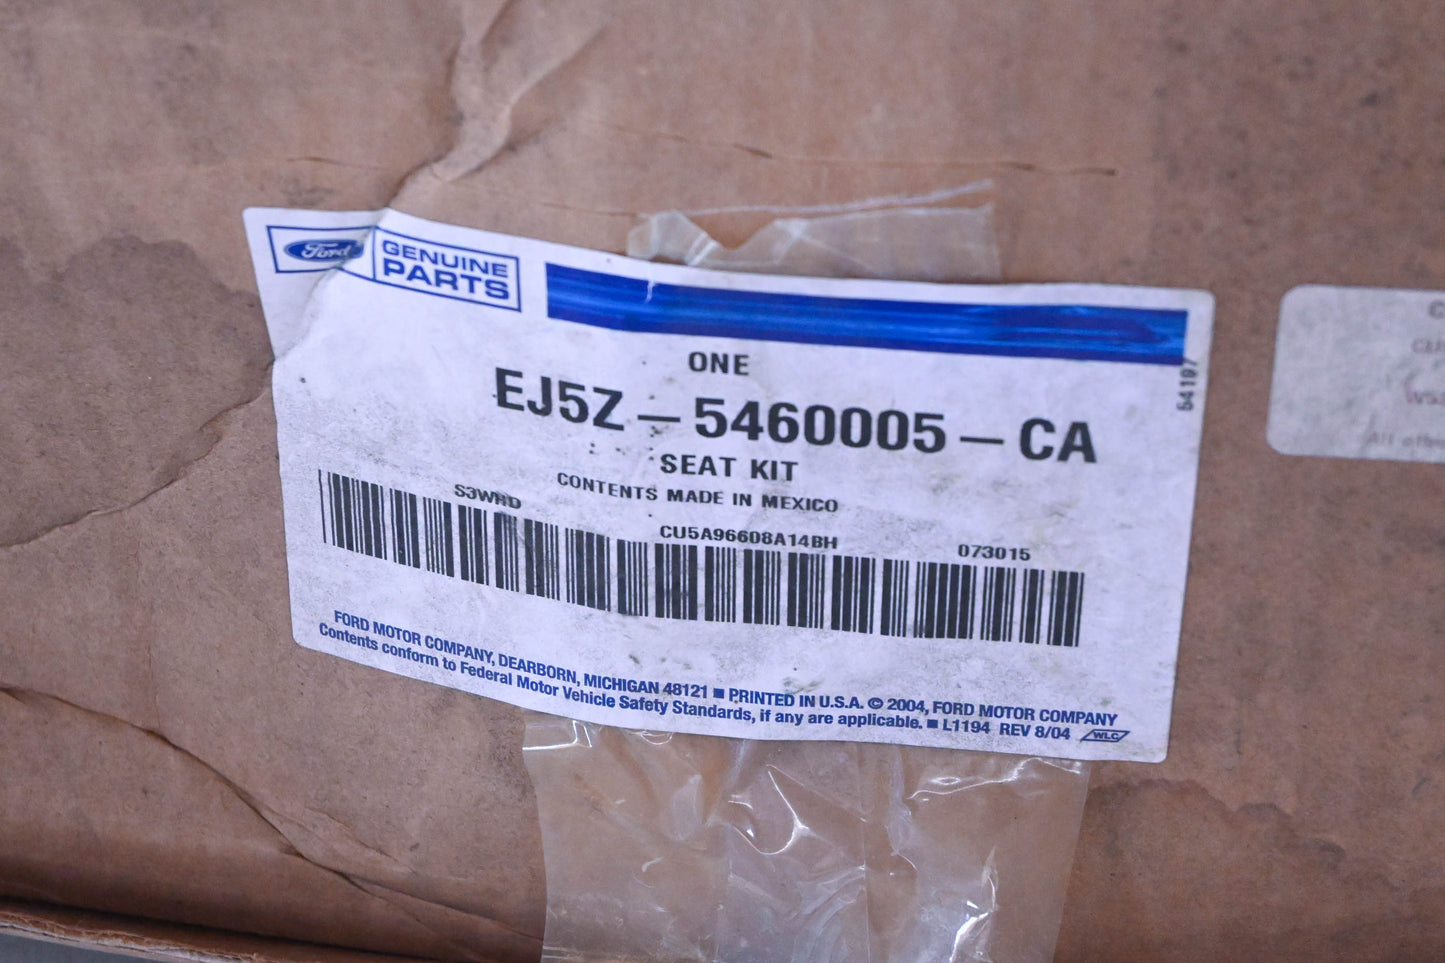 Ford GENUINE
PARTS
ONE
EJ5Z – 5460005 – CA
SEAT KIT
CONTENTS MADE IN MEXICO
S3WND
CU5A96608A14BH 073015
54197
FORD MOTOR COMPANY, DEARBORN, MICHIGAN 48121 ■ PRINTED IN U.S.A. © 2004, FORD MOTOR COMPANY
Contents conform to Federal Motor Vehicle Safety Standards, if any are applicable. ■ L1194 REV 8/04 WLC
All